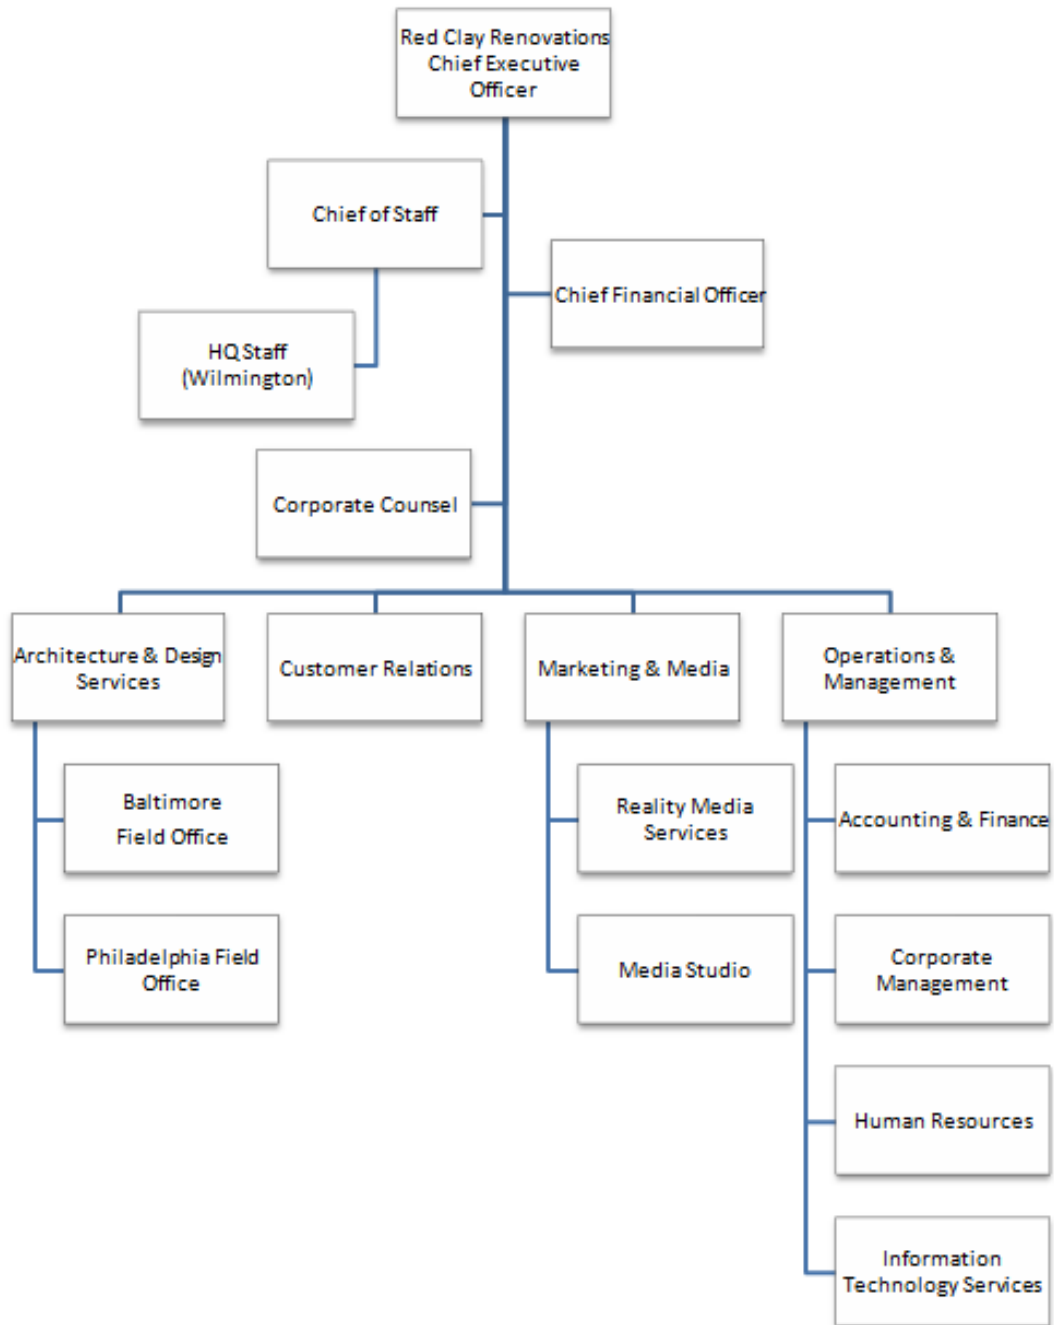 Red Clay Renovations
Chief Executive
Officer
Chief of Staff
Chief Financial Officer
HQ Staff
(Wilmington)
Corporate Counsel
Architecture & Design
Services
Customer Relations
Marketing & Media
Operations &
Management
Baltimore
Field Office
Reality Media
Services
Accounting & Finance
Philadelphia Field
Office
Media Studio
Corporate
Management
Human Resources
Information
Technology Services